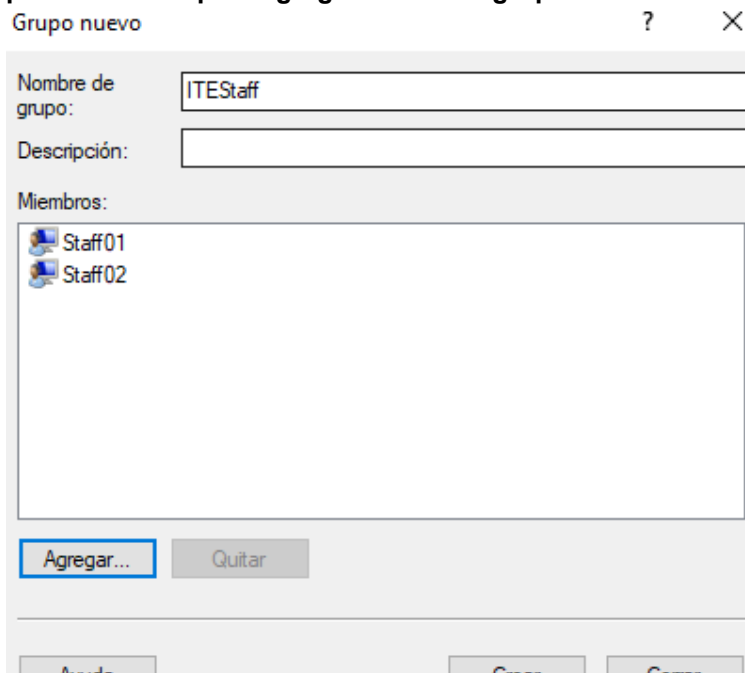 Grupo nuevo ? ×
Nombre de grupo: ITEStaff
Descripción:
Miembros:
Staff01
Staff02
Agregar... Quitar